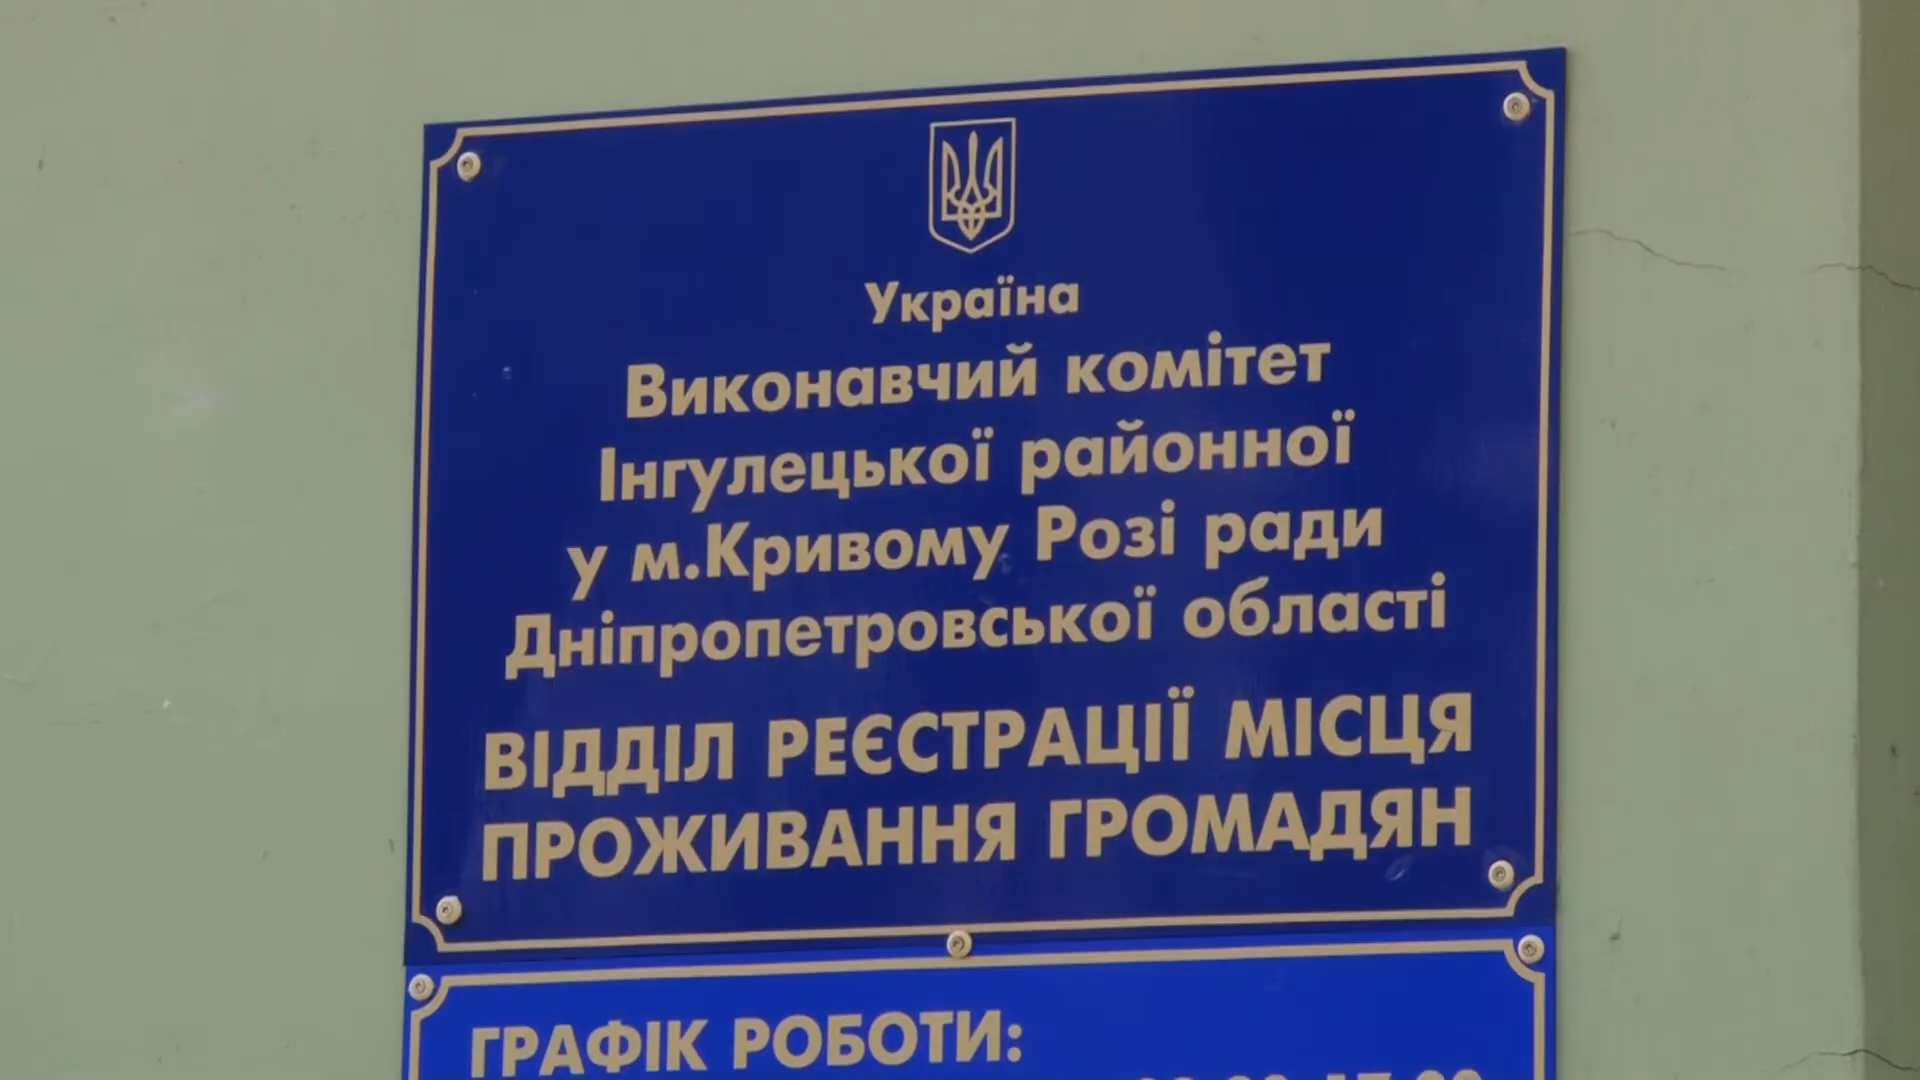 Україна
Виконавчий комітет
Інгулецької районної
у м.Кривому Розі ради
Дніпропетровської області
ВІДДІЛ РЕЄСТРАЦІЇ МІСЦЯ
ПРОЖИВАННЯ ГРОМАДЯН
ГРАФІК РОБОТИ: